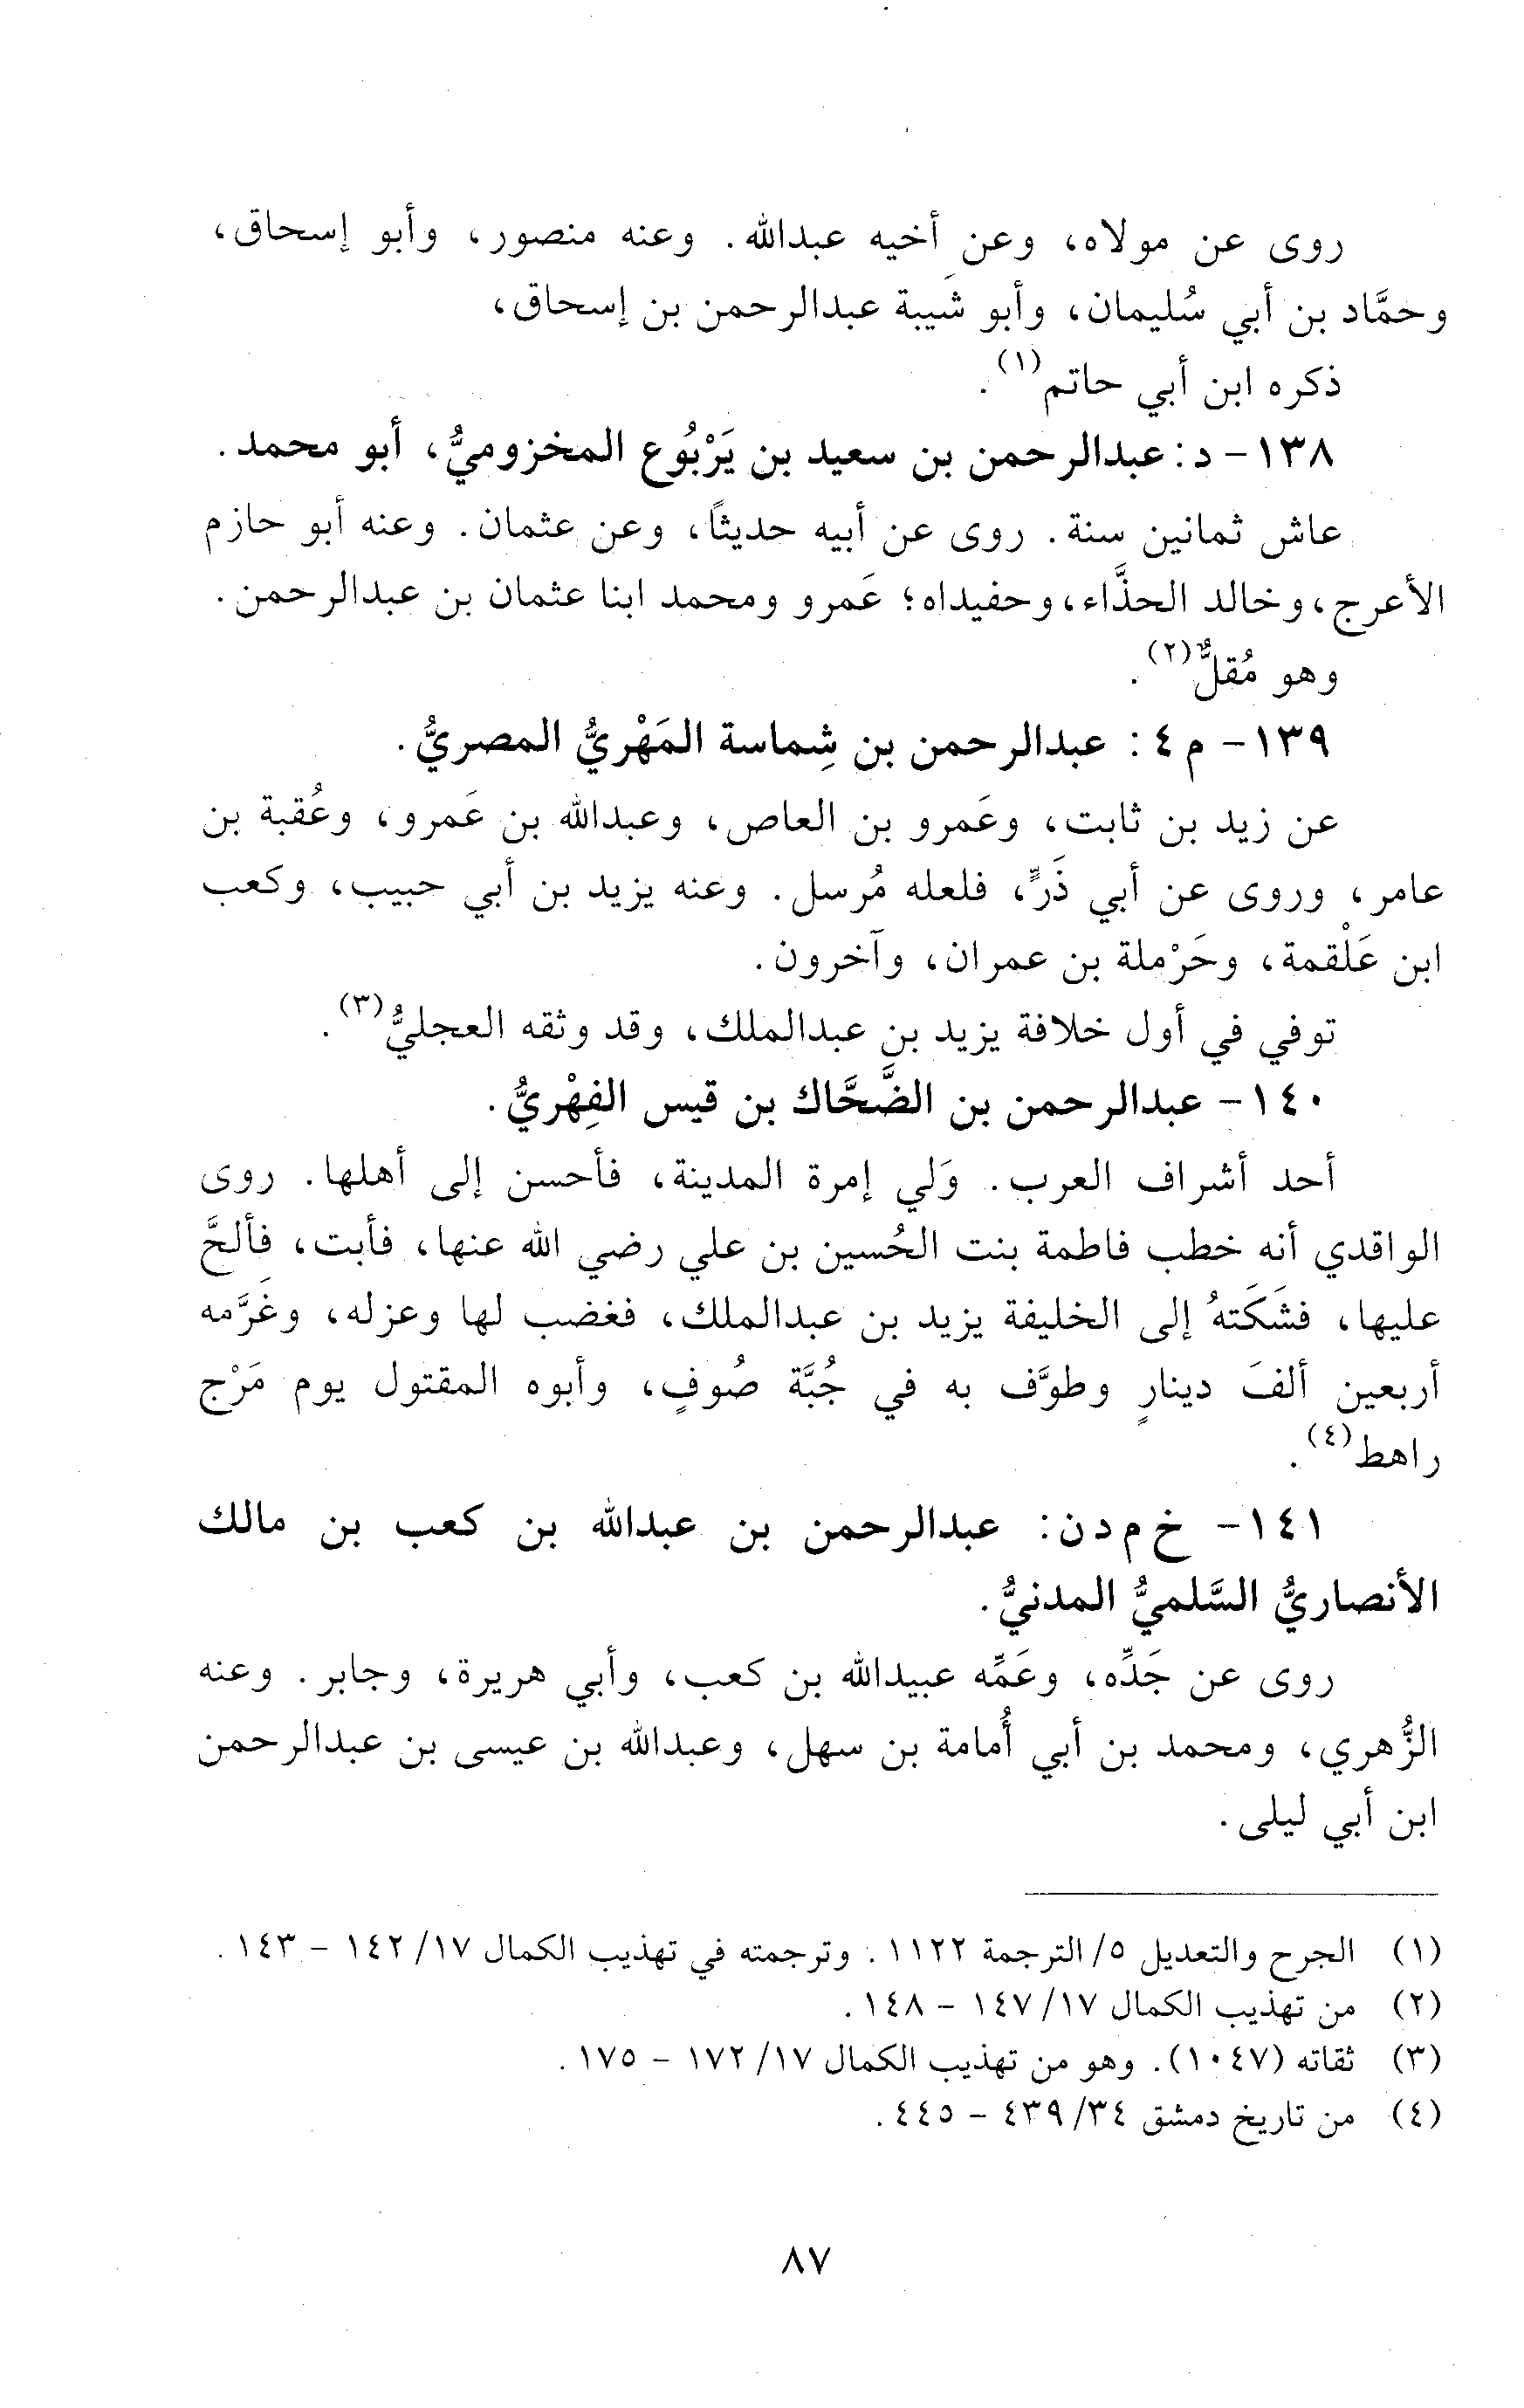 روى عن مولاه، وعن أخيه عبدالله. وعنه منصور، وأبو إسحاق،
وحمَّاد بن أبي سُليمان، وأبو شَيبة عبدالرحمن بن إسحاق،
ذكره ابن أبي حاتم(١).
١٣٨- د: عبدالرحمن بن سعيد بن يَرْبُوع المخزوميُّ، أبو محمد.
عاش ثمانين سنة. روى عن أبيه حديثًا، وعن عثمان. وعنه أبو حازم
الأعرج، وخالد الحذَّاء، وحفيداه؛ عَمرو ومحمد ابنا عثمان بن عبدالرحمن.
وهو مُقلٌّ(٢).
١٣٩- م ٤: عبدالرحمن بن شِماسة المَهْريُّ المصريُّ.
عن زيد بن ثابت، وعَمرو بن العاص، وعبدالله بن عَمرو، وعُقبة بن
عامر، وروى عن أبي ذَرٍّ، فلعله مُرسل. وعنه يزيد بن أبي حبيب، وكعب
ابن عَلْقمة، وحَرْملة بن عمران، وآخرون.
توفي في أول خلافة يزيد بن عبدالملك، وقد وثقه العجليُّ(٣).
١٤٠- عبدالرحمن بن الضَّحَّاك بن قيس الفِهْريُّ.
أحد أشراف العرب. وَلي إمرة المدينة، فأحسن إلى أهلها. روى
الواقدي أنه خطب فاطمة بنت الحُسين بن علي رضي الله عنها، فأبت، فألحَّ
عليها، فشَكَتهُ إلى الخليفة يزيد بن عبدالملك، فغضب لها وعزله، وغَرَّمه
أربعين ألفَ دينارٍ وطوَّف به في جُبَّة صُوفٍ، وأبوه المقتول يوم مَرْج
راهط(٤).
١٤١- خ م د ن: عبدالرحمن بن عبدالله بن كعب بن مالك
الأنصاريُّ السَّلميُّ المدنيُّ.
روى عن جَدِّه، وعَمِّه عبيدالله بن كعب، وأبي هريرة، وجابر. وعنه
الزُّهري، ومحمد بن أبي أُمامة بن سهل، وعبدالله بن عيسى بن عبدالرحمن
ابن أبي ليلى.
(١) الجرح والتعديل ٥/ الترجمة ١١٢٢. وترجمته في تهذيب الكمال ١٧/ ١٤٢ - ١٤٣.
(٢) من تهذيب الكمال ١٧/ ١٤٧ - ١٤٨.
(٣) ثقاته (١٠٤٧). وهو من تهذيب الكمال ١٧/ ١٧٢ - ١٧٥.
(٤) من تاريخ دمشق ٣٤/ ٤٣٩ - ٤٤٥.
٨٧